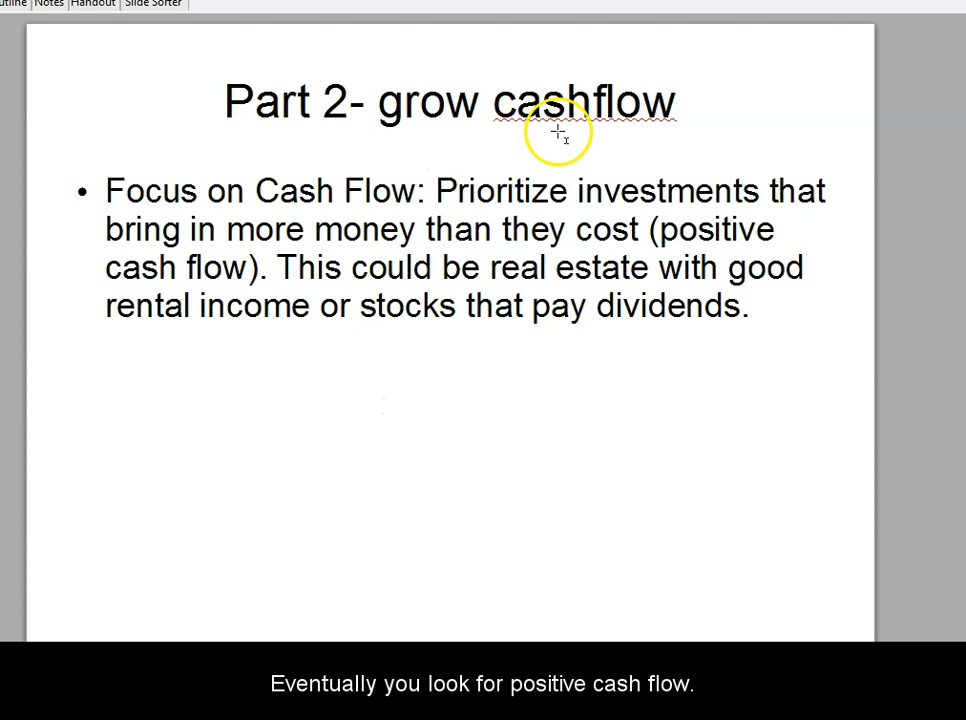 Notes Handout Slide Sorter
Part 2- grow cashflow
• Focus on Cash Flow: Prioritize investments that
bring in more money than they cost (positive
cash flow). This could be real estate with good
rental income or stocks that pay dividends.
Eventually you look for positive cash flow.